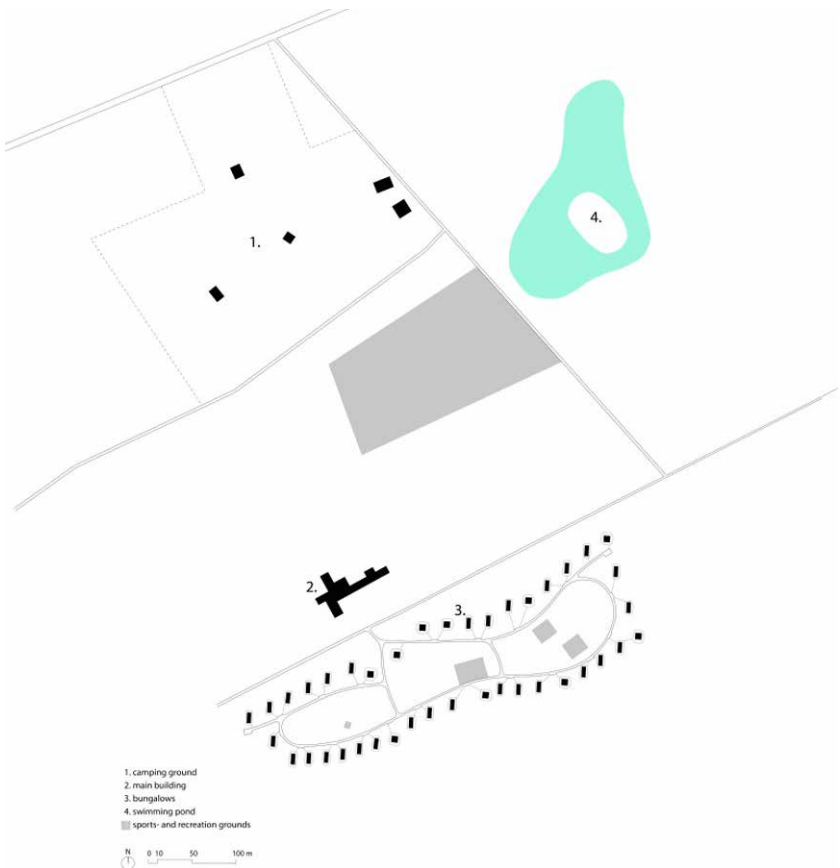 4.
1.
2.
3.
1. camping ground
2. main building
3. bungalows
4. swimming pond
sports- and recreation grounds
N
0 10 50 100 m